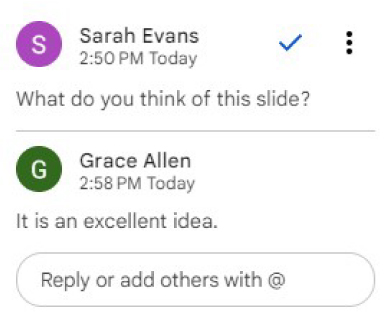 S
Sarah Evans
2:50 PM Today
What do you think of this slide?
G
Grace Allen
2:58 PM Today
It is an excellent idea.
Reply or add others with @